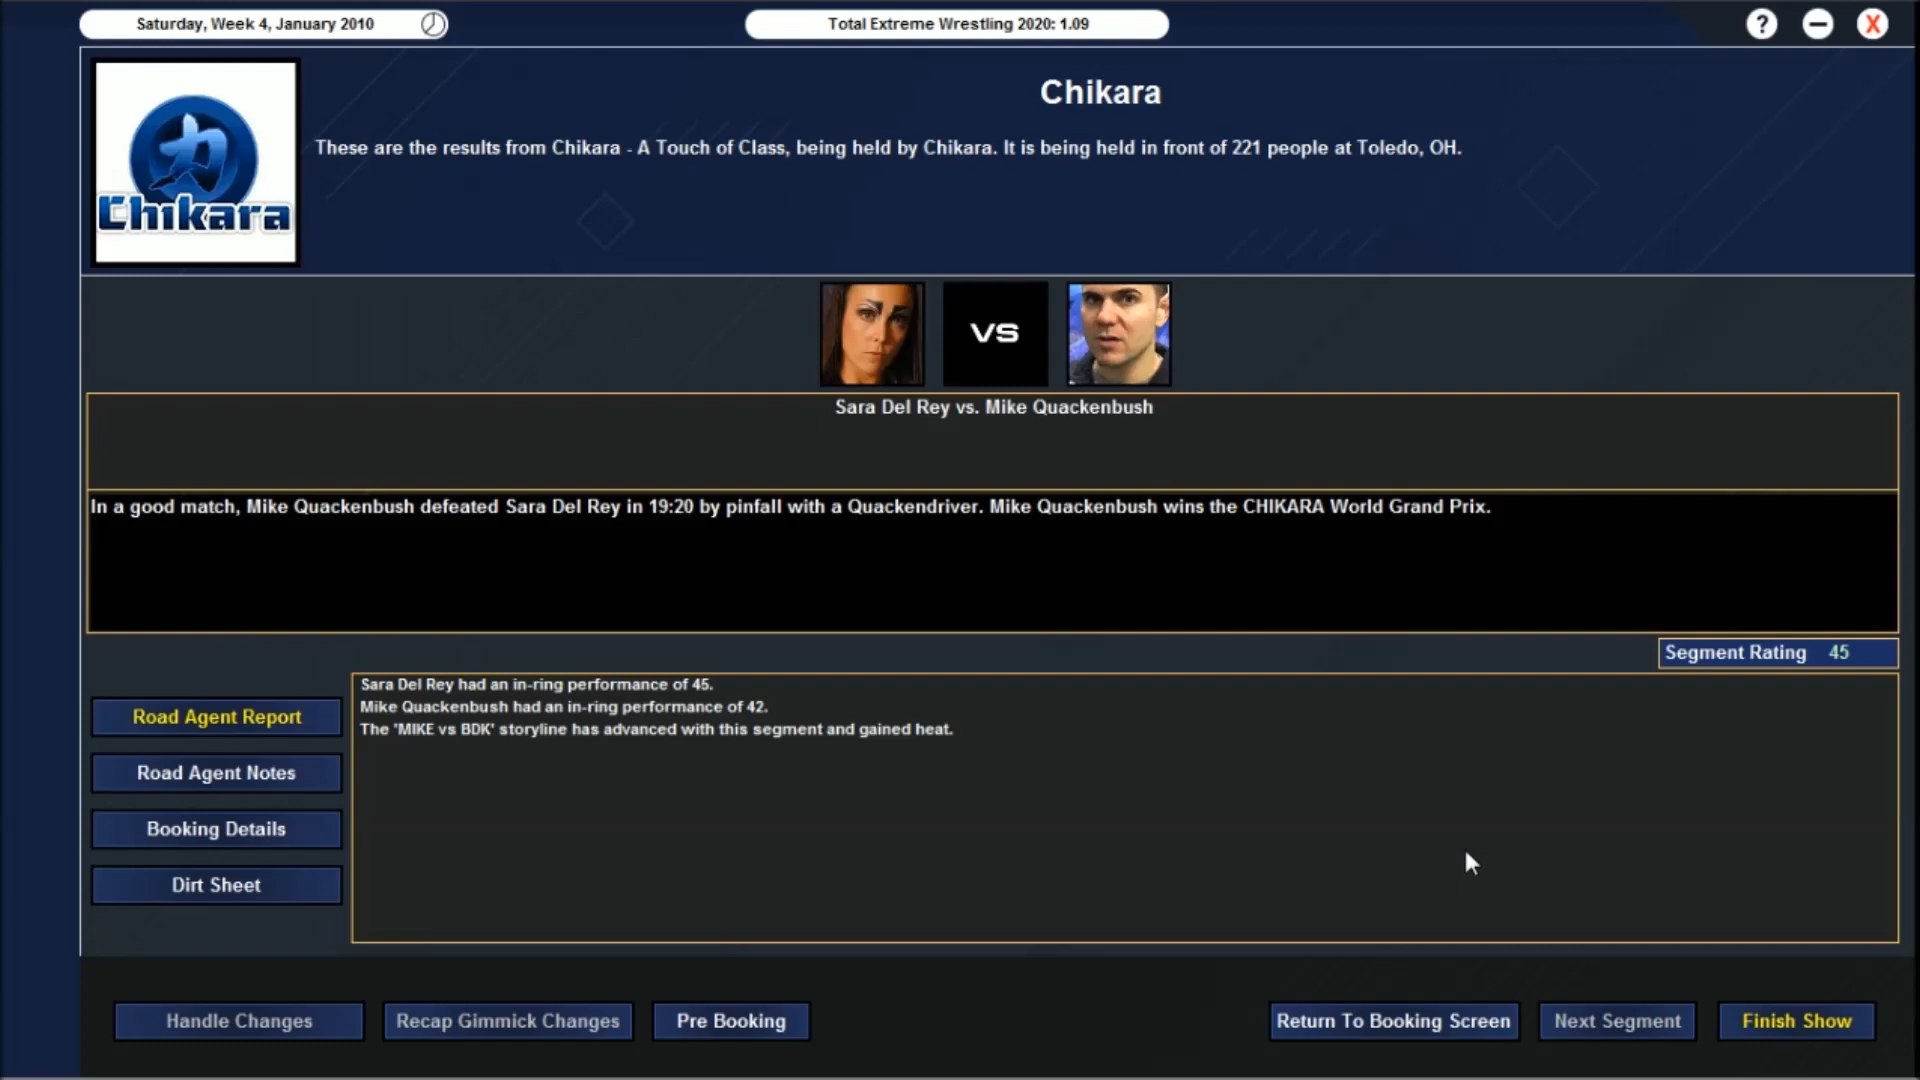 Saturday, Week 4, January 2010
Total Extreme Wrestling 2020: 1.09
?
X
力
Chikara
Chikara
These are the results from Chikara - A Touch of Class, being held by Chikara. It is being held in front of 221 people at Toledo, OH.
VS
Sara Del Rey vs. Mike Quackenbush
In a good match, Mike Quackenbush defeated Sara Del Rey in 19:20 by pinfall with a Quackendriver. Mike Quackenbush wins the CHIKARA World Grand Prix.
Segment Rating 45
Road Agent Report
Road Agent Notes
Booking Details
Dirt Sheet
Sara Del Rey had an in-ring performance of 45.
Mike Quackenbush had an in-ring performance of 42.
The 'MIKE vs BDK' storyline has advanced with this segment and gained heat.
Handle Changes
Recap Gimmick Changes
Pre Booking
Return To Booking Screen
Next Segment
Finish Show